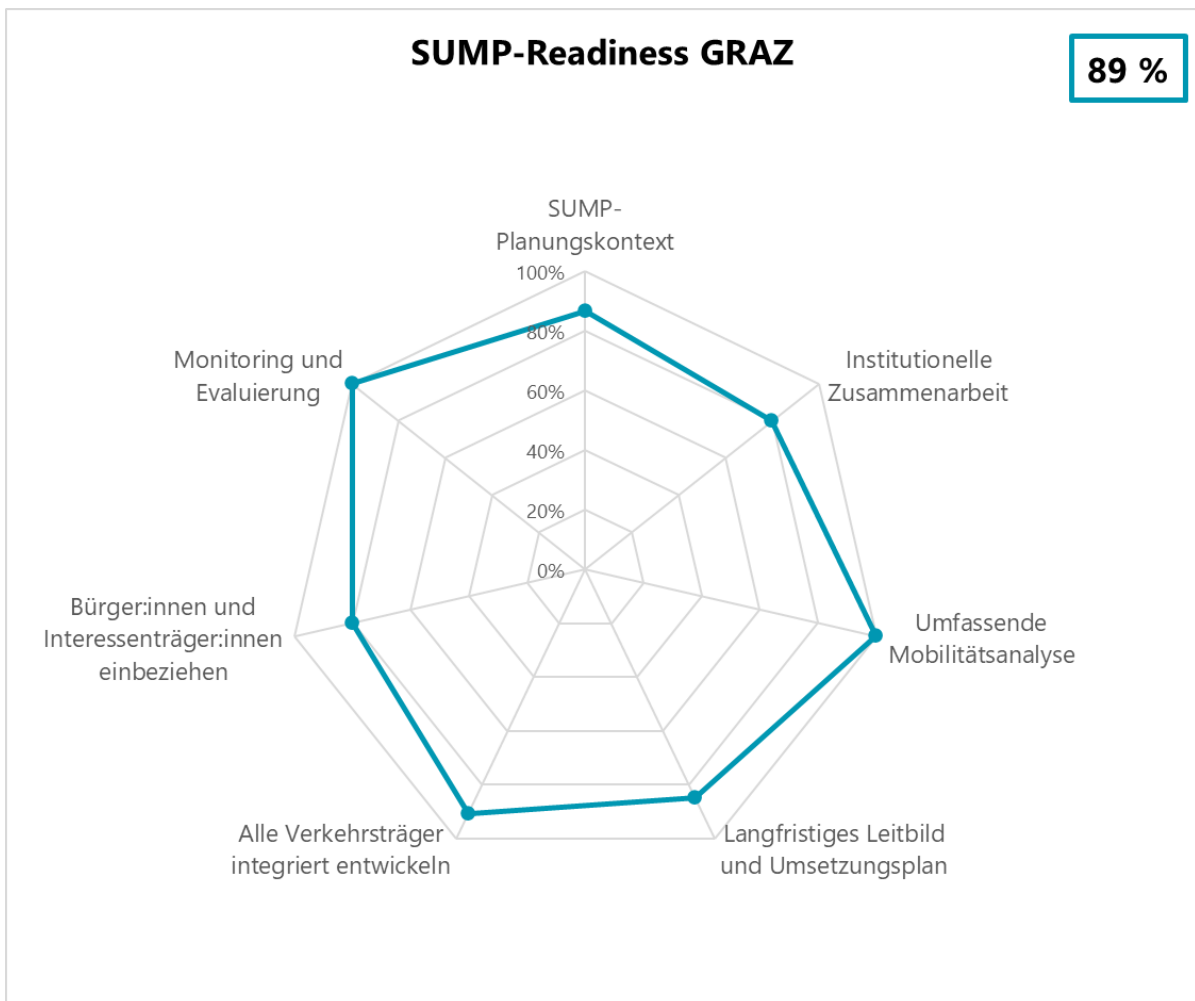 SUMP-Readiness GRAZ
89 %
SUMP-
Planungskontext
100%
80%
60%
40%
20%
0%
Institutionelle
Zusammenarbeit
Umfassende
Mobilitätsanalyse
Langfristiges Leitbild
und Umsetzungsplan
Alle Verkehrsträger
integriert entwickeln
Bürger:innen und
Interessenträger:innen
einbeziehen
Monitoring und
Evaluierung